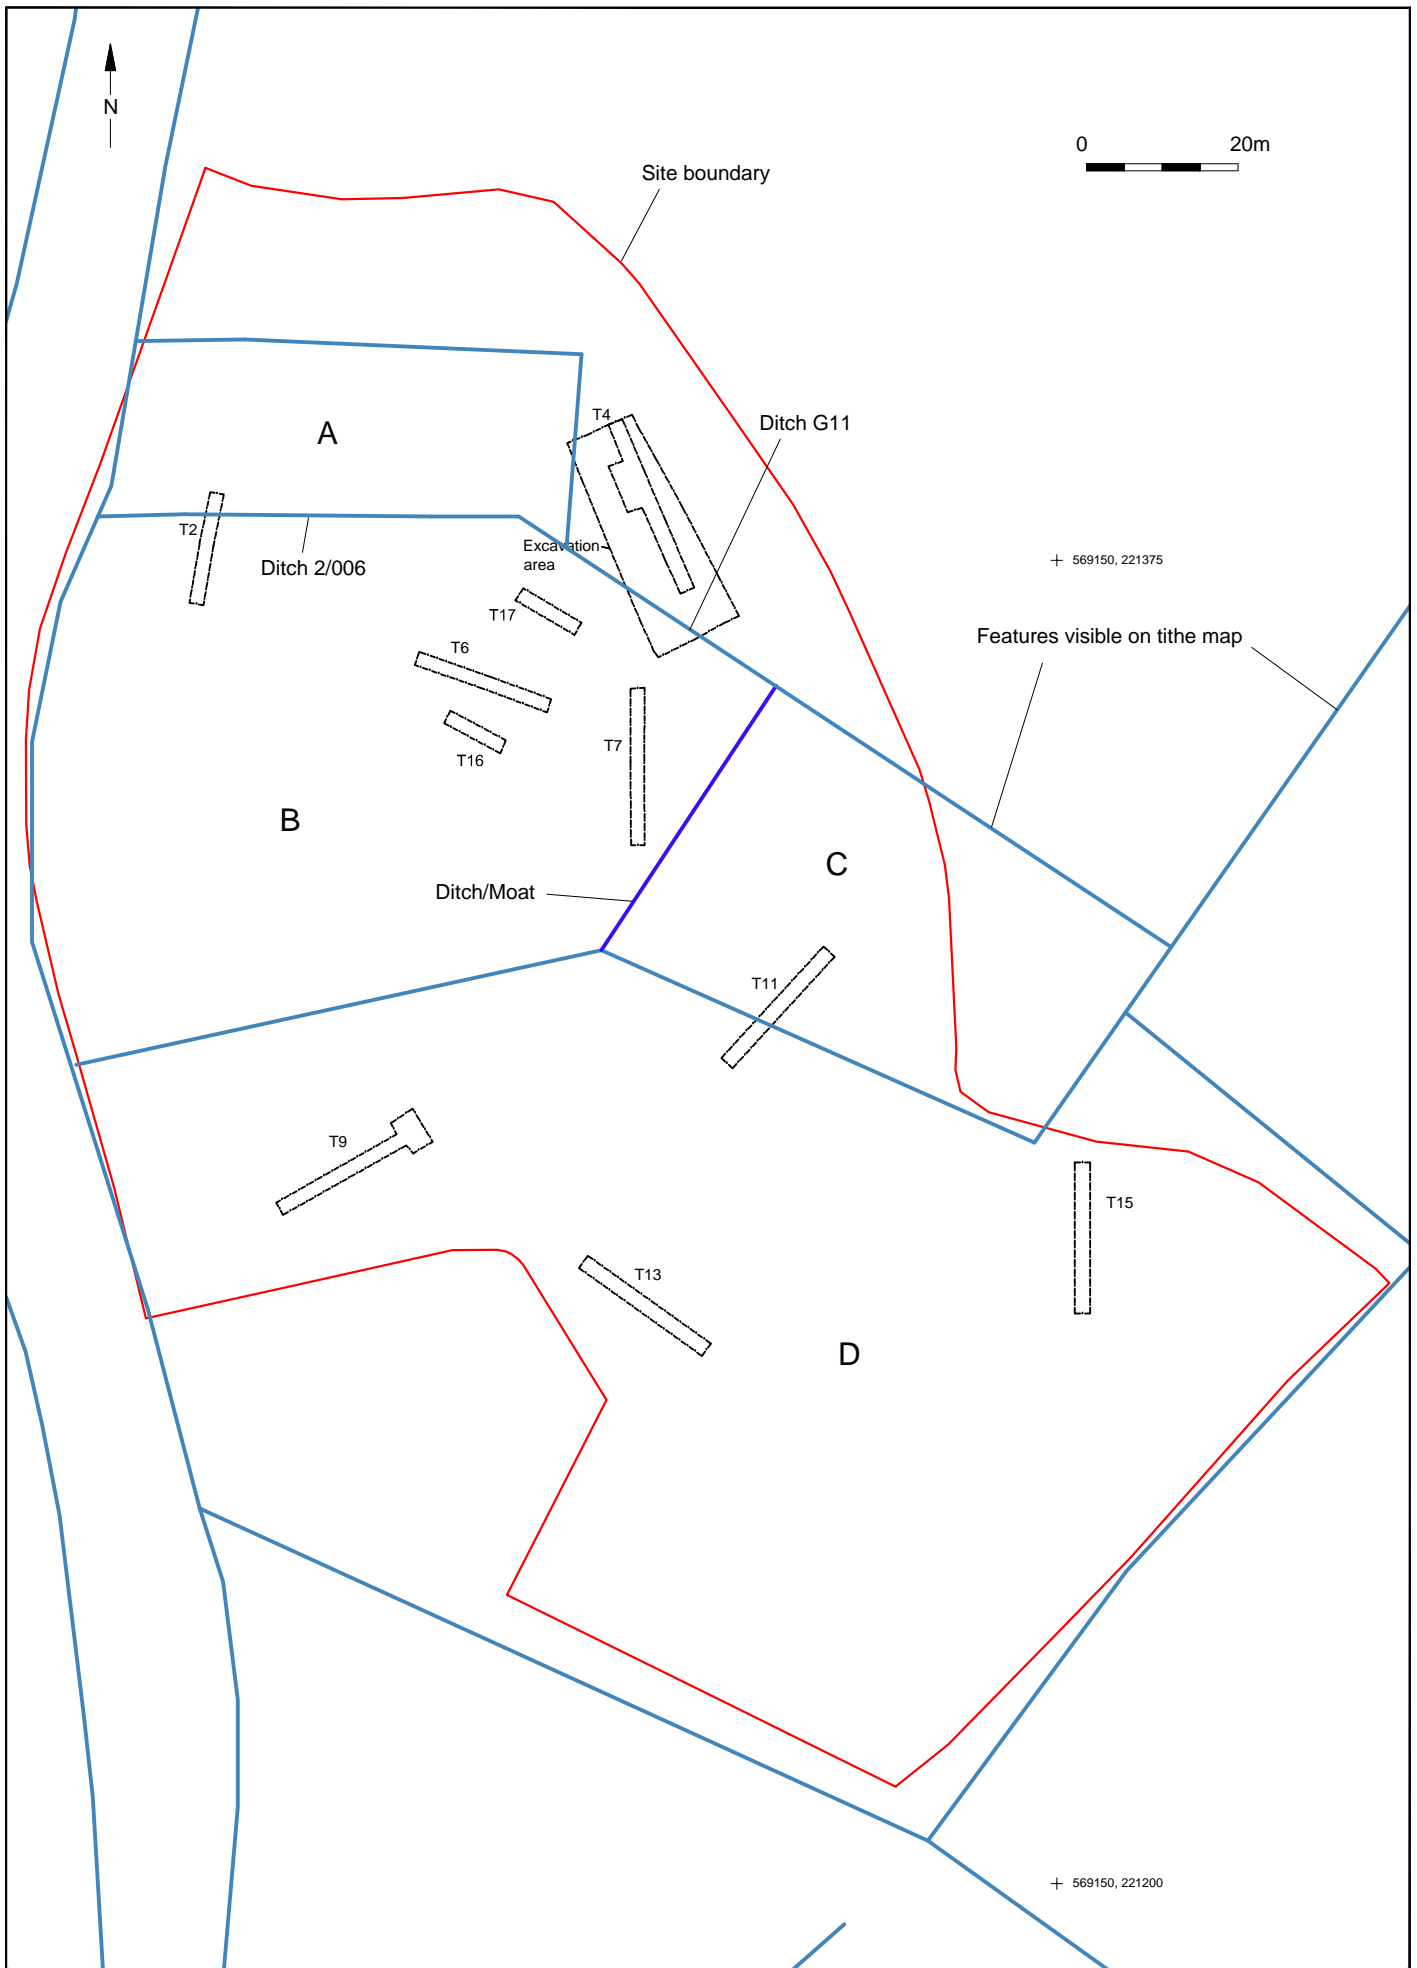 N
0 20m
Site boundary
A
T4
Ditch G11
T2
Excavation
area
Ditch 2/006
569150, 221375
T17
Features visible on tithe map
T6
T7
T16
B
C
Ditch/Moat
T11
T9
T15
T13
D
569150, 221200